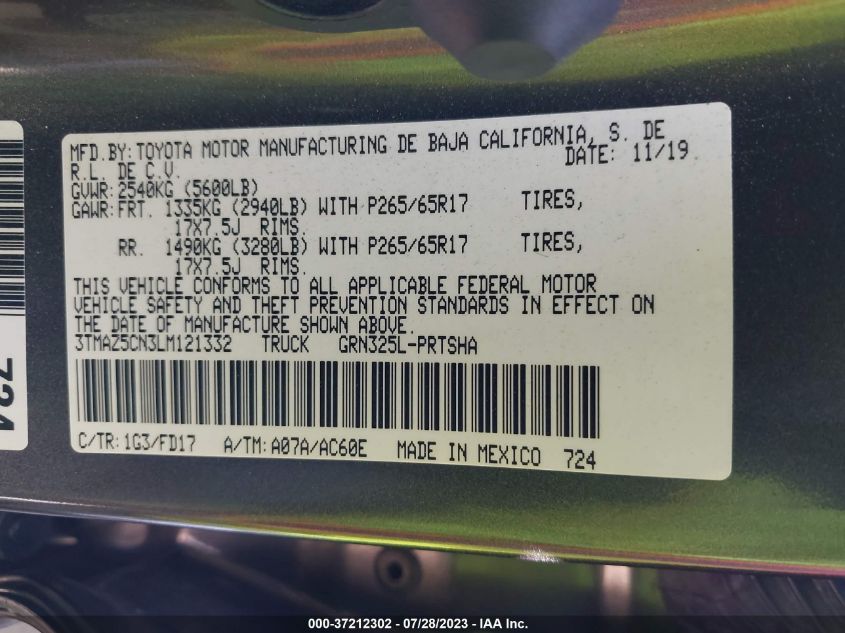 MFD.BY:TOYOTA MOTOR MANUFACTURING DE BAJA CALIFORNIA, S. DE
R.L. DE C.V. DATE: 11/19
GVWR:2540KG (5600LB)
GAWR:FRT. 1335KG (2940LB) WITH P265/65R17 TIRES,
17X7.5J RIMS.
RR. 1490KG (3280LB) WITH P265/65R17 TIRES,
17X7.5J RIMS.
THIS VEHICLE CONFORMS TO ALL APPLICABLE FEDERAL MOTOR
VEHICLE SAFETY AND THEFT PREVENTION STANDARDS IN EFFECT ON
THE DATE OF MANUFACTURE SHOWN ABOVE.
3TMAZ5CN3LM121332 TRUCK GRN325L-PRTSHA
C/TR:1G3/FD17 A/TM:A07A/AC60E MADE IN MEXICO 724
724
000-37212302 - 07/28/2023 - IAA Inc.